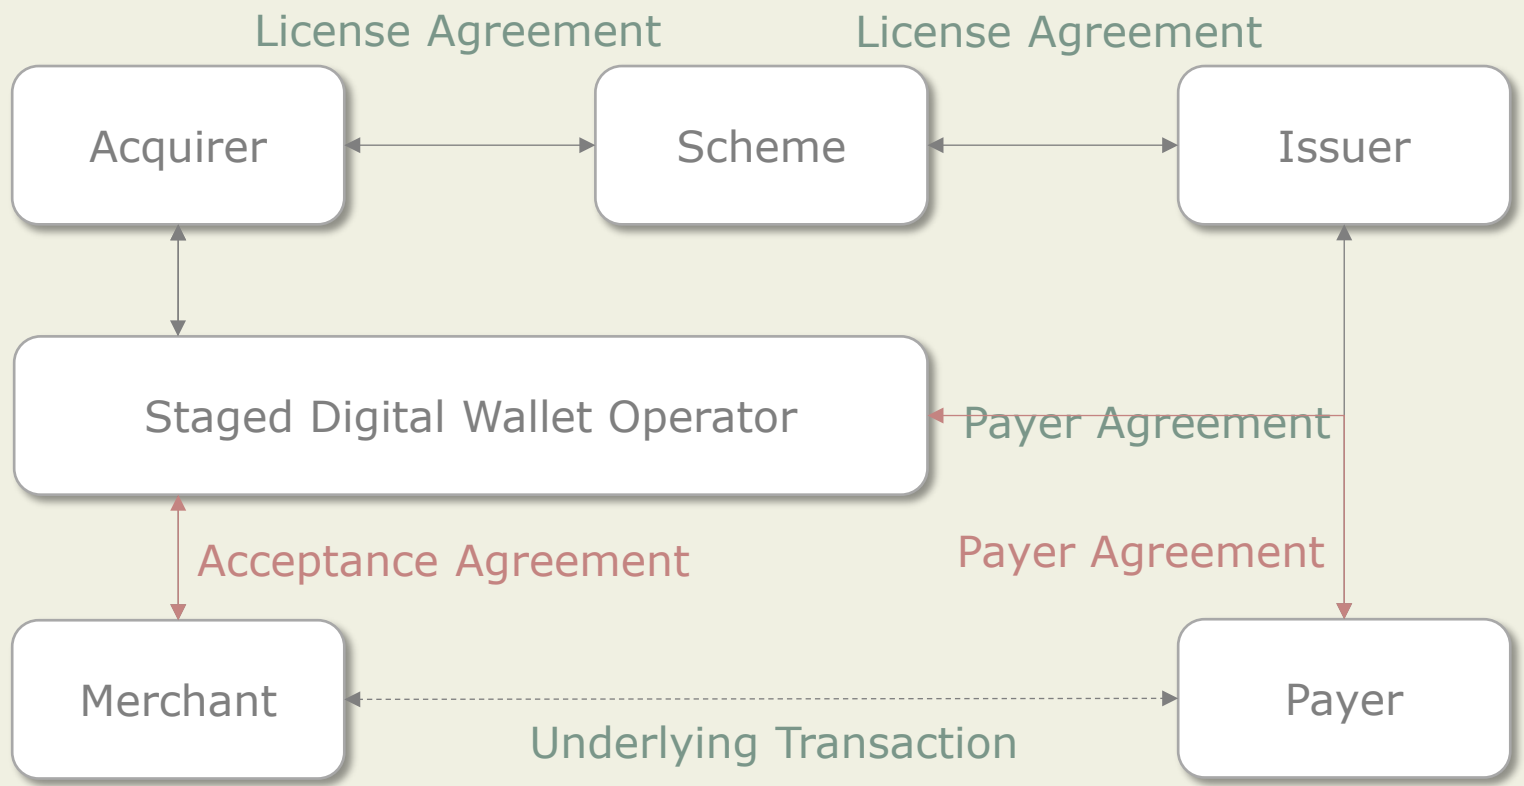 License Agreement
License Agreement
Acquirer
Scheme
Issuer
Staged Digital Wallet Operator
Payer Agreement
Acceptance Agreement
Payer Agreement
Merchant
Payer
Underlying Transaction